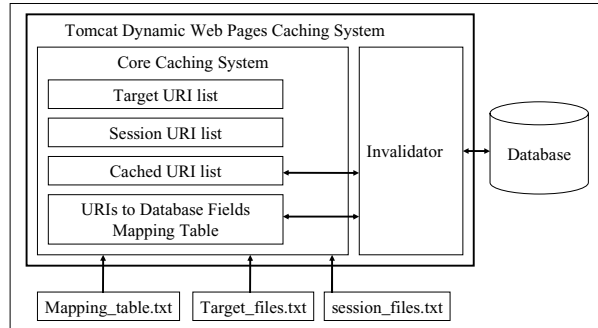 Tomcat Dynamic Web Pages Caching System
Core Caching System
Target URI list
Session URI list
Cached URI list
URIs to Database Fields
Mapping Table
Invalidator
Database
Mapping_table.txt
Target_files.txt
session_files.txt